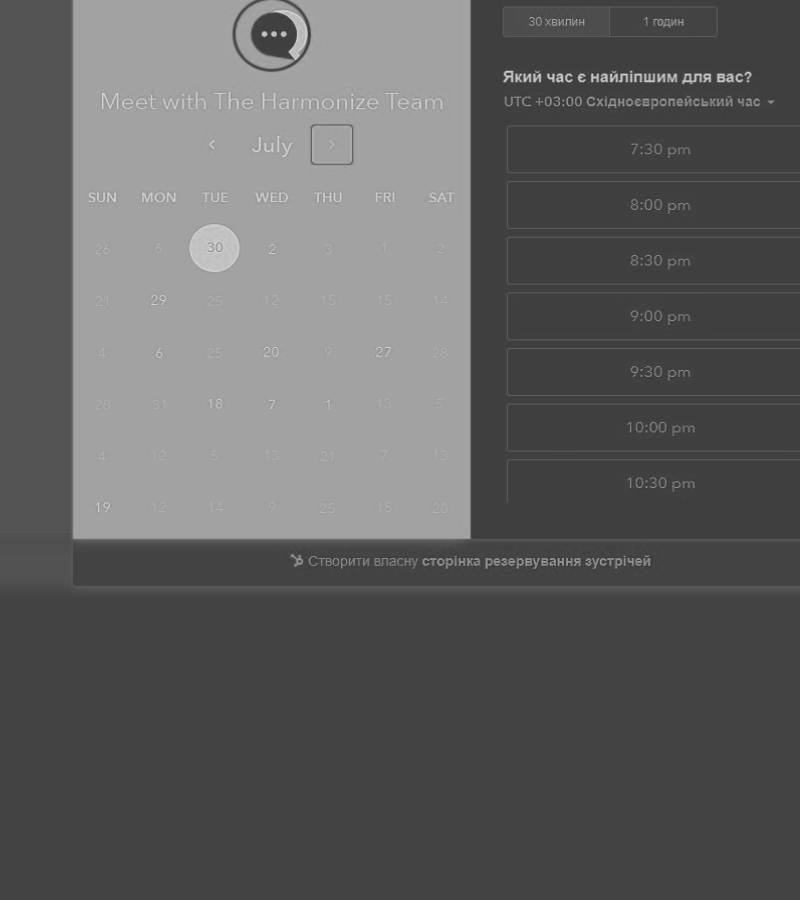 Meet with The Harmonize Team
July
SUN MON TUE WED THU FRI SAT
26 6 30 2 3 1 2
21 29 25 12 15 15 14
4 6 25 20 9 27 28
28 31 18 7 1 13 5
4 12 5 13 21 7 13
19 12 14 9 25 15 20
30 хвилин 1 годин
Який час є найліпшим для вас?
UTC +03:00 Східноєвропейський час
7:30 pm
8:00 pm
8:30 pm
9:00 pm
9:30 pm
10:00 pm
10:30 pm
Створити власну сторінка резервування зустрічей